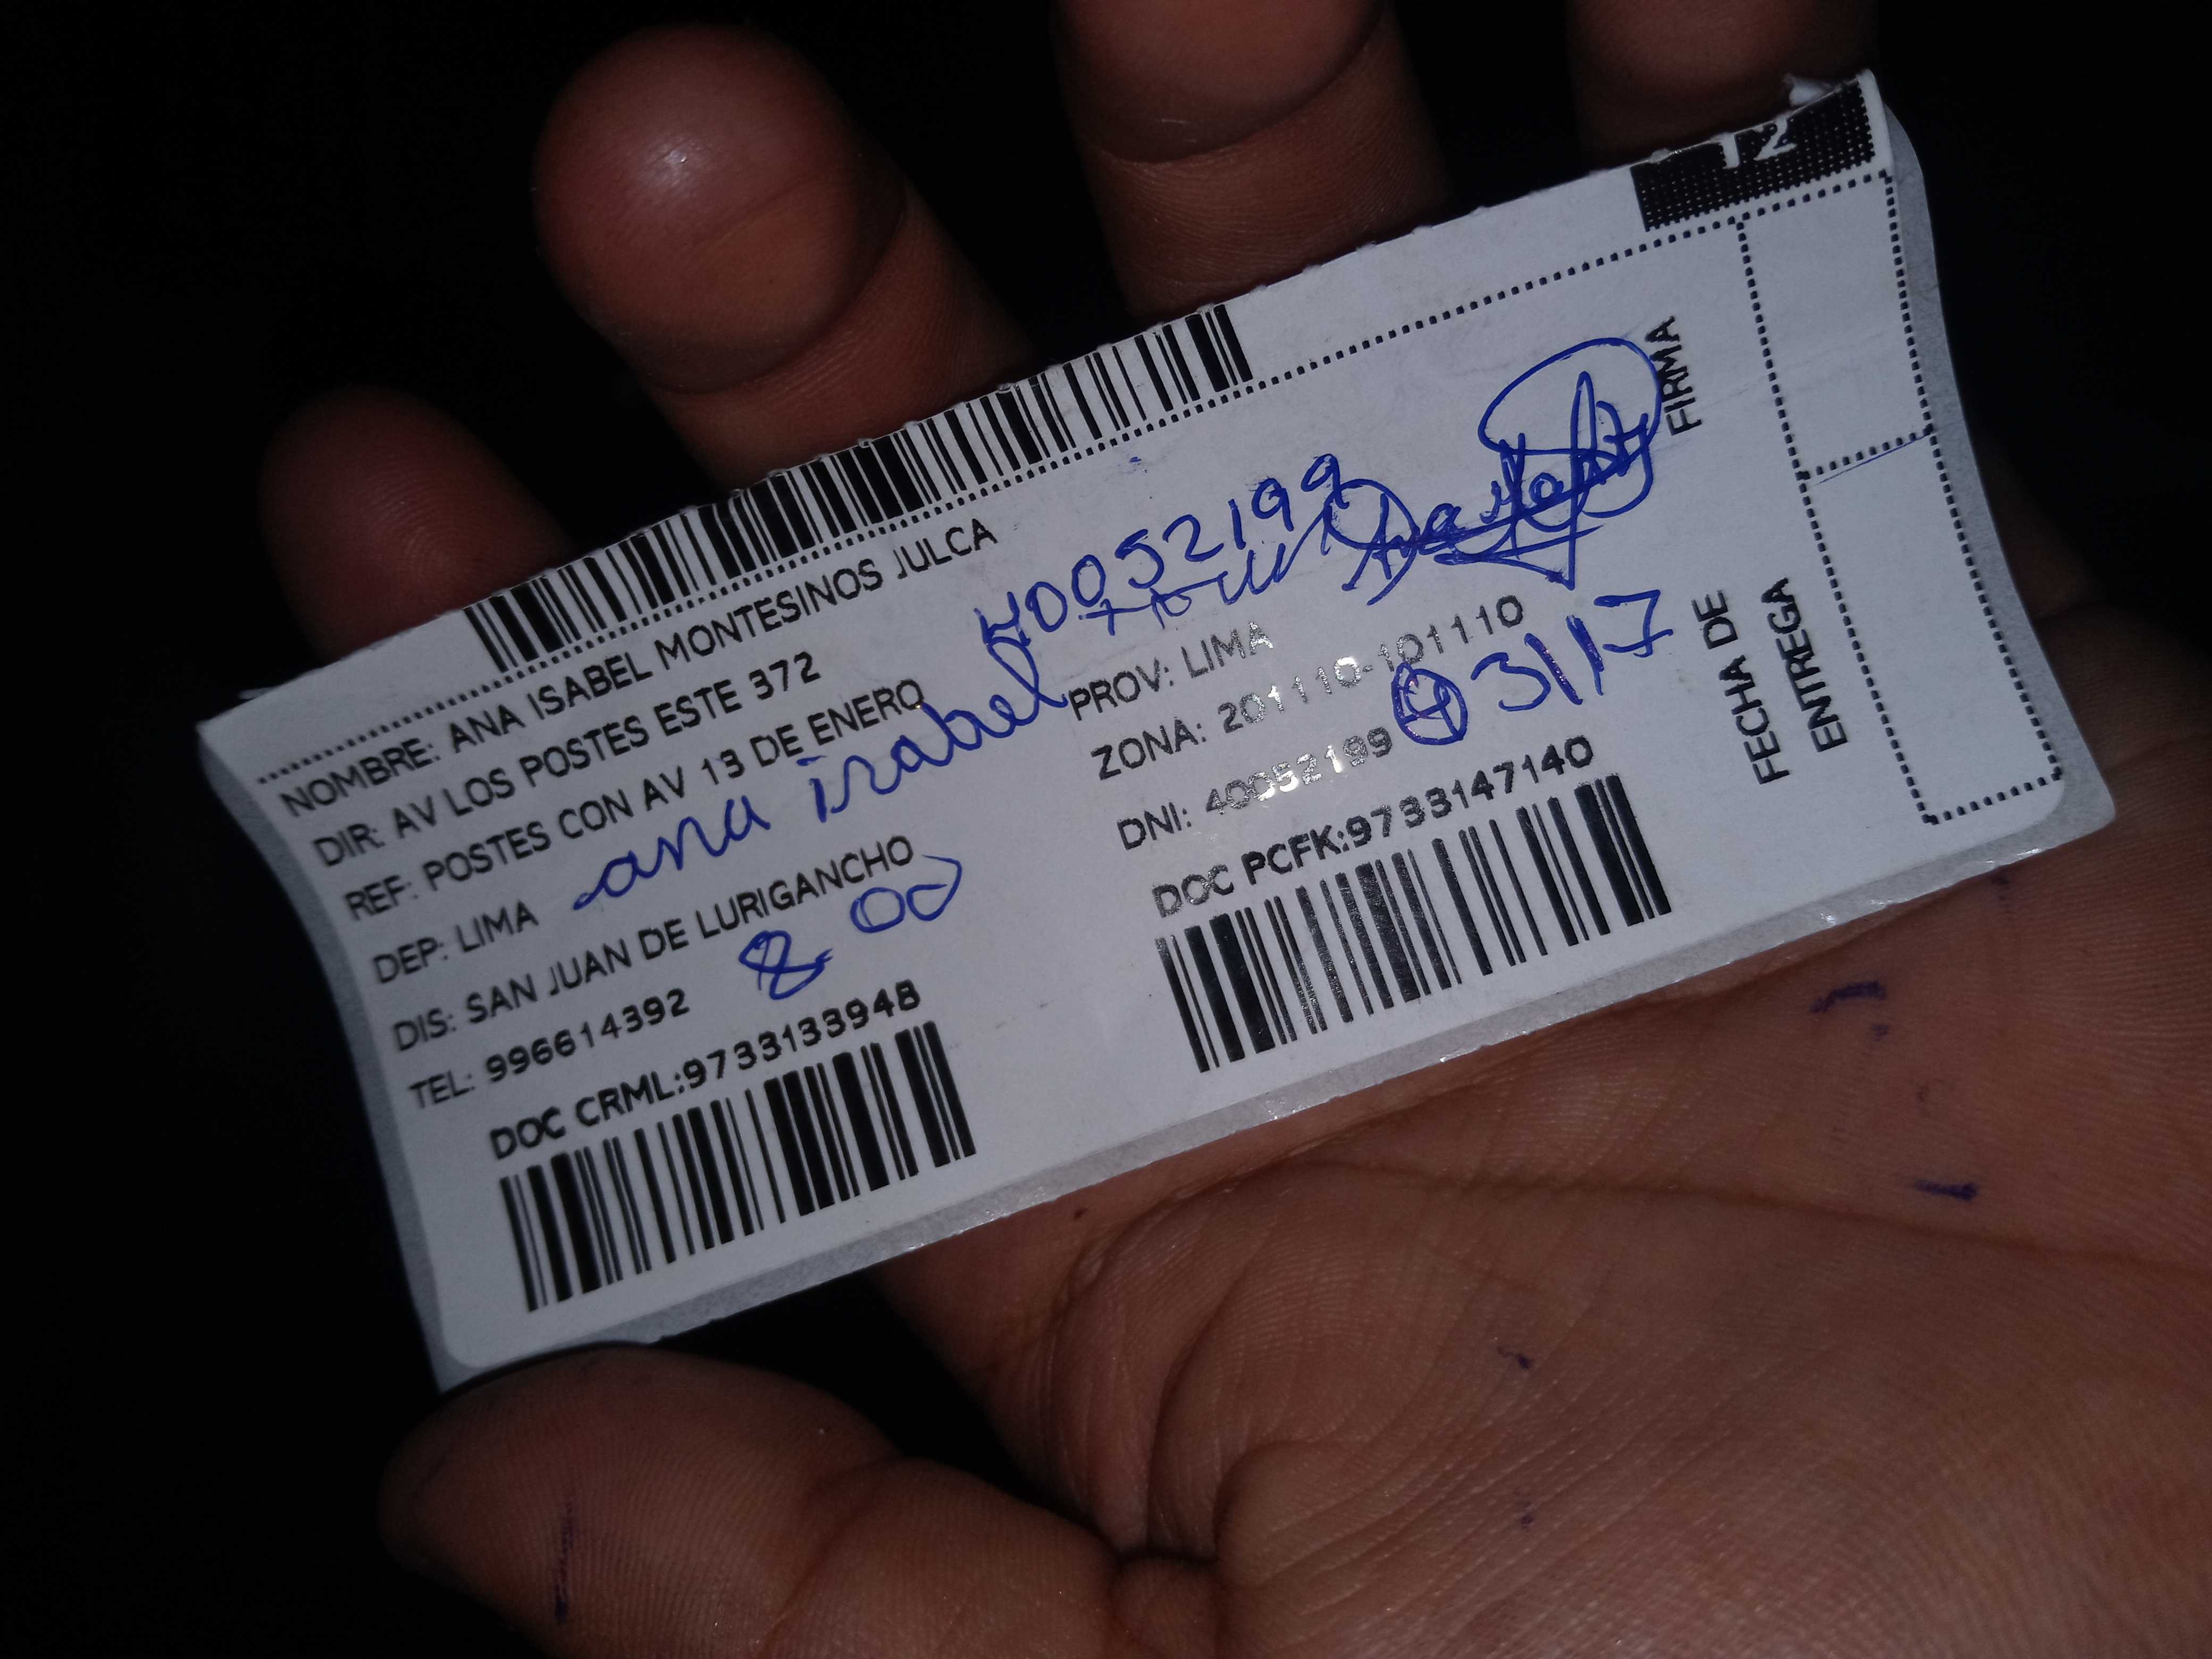 12
NOMBRE: ANA ISABEL MONTESINOS JULCA
DIR: AV LOS POSTES ESTE 372
REF: POSTES CON AV 13 DE ENERO
DEP: LIMA
ana isabel
DIS: SAN JUAN DE LURIGANCHO
TEL: 996614392
8 00
DOC CRML:9733133948
40052199
PROV: LIMA
ZONA: 201110-101110
DNI: 40052199
3/17
DOC PCFK:9733147140
FIRMA
FECHA DE
ENTREGA